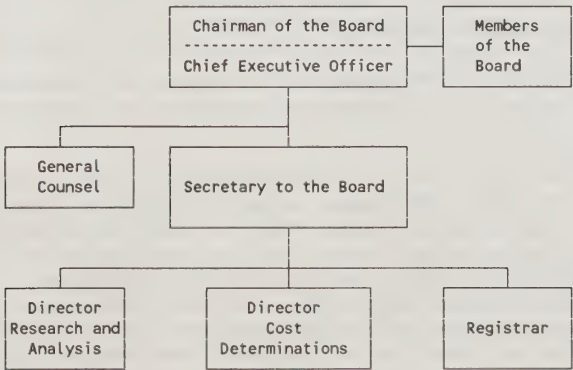 Chairman of the Board
Chief Executive Officer
Members
of the
Board
General
Counsel
Secretary to the Board
Director
Research and
Analysis
Director
Cost
Determinations
Registrar